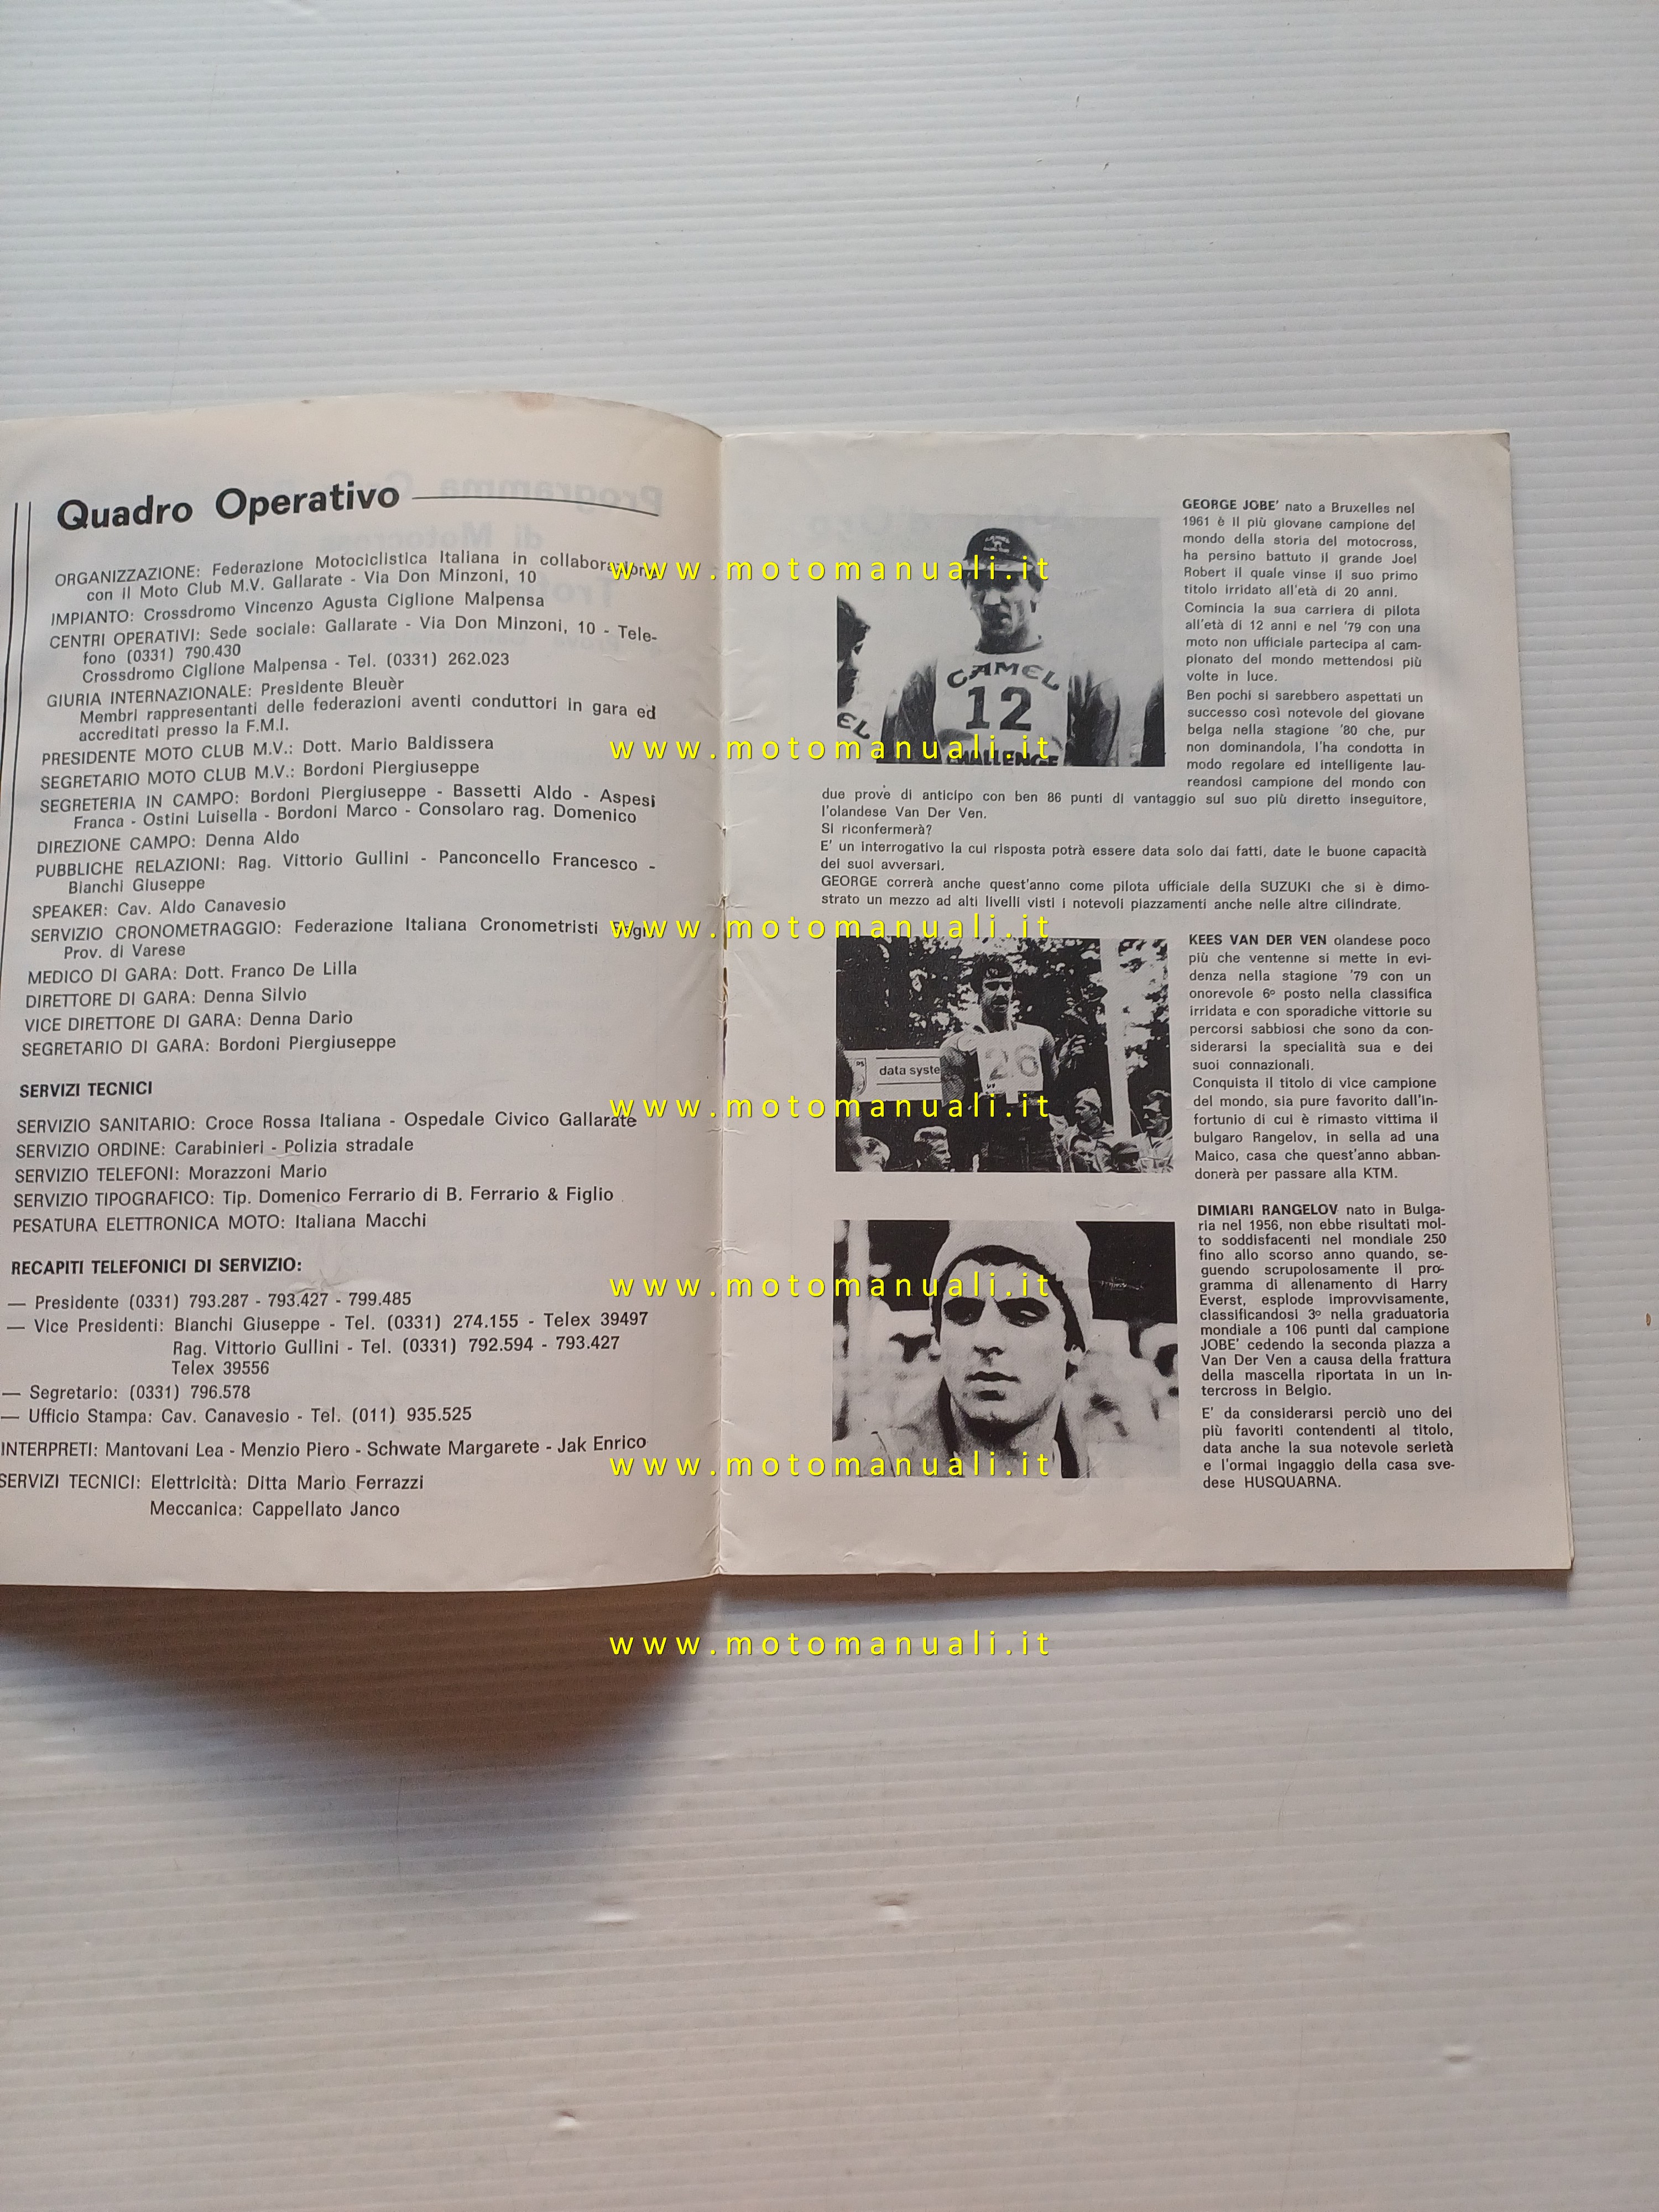 Quadro Operativo
ORGANIZZAZIONE: Federazione Motociclistica Italiana in collaborazione
con il Moto Club M.V. Gallarate - Via Don Minzoni, 10
IMPIANTO: Crossdromo Vincenzo Agusta Ciglione Malpensa
CENTRI OPERATIVI: Sede sociale: Gallarate - Via Don Minzoni, 10 - Tele-
fono (0331) 790.430
Crossdromo Ciglione Malpensa - Tel. (0331) 262.023
GIURIA INTERNAZIONALE: Presidente Bleuèr
Membri rappresentanti delle federazioni aventi conduttori in gara ed
accreditati presso la F.M.I.
PRESIDENTE MOTO CLUB M.V.: Dott. Mario Baldissera
SEGRETARIO MOTO CLUB M.V.: Bordoni Piergiuseppe
SEGRETERIA IN CAMPO: Bordoni Piergiuseppe - Bassetti Aldo - Aspesi
Franca - Ostini Luisella - Bordoni Marco - Consolaro rag. Domenico
DIREZIONE CAMPO: Denna Aldo
PUBBLICHE RELAZIONI: Rag. Vittorio Gullini - Panconcello Francesco -
Bianchi Giuseppe
SPEAKER: Cav. Aldo Canavesio
SERVIZIO CRONOMETRAGGIO: Federazione Italiana Cronometristi
Prov. di Varese
MEDICO DI GARA: Dott. Franco De Lilla
DIRETTORE DI GARA: Denna Silvio
VICE DIRETTORE DI GARA: Denna Dario
SEGRETARIO DI GARA: Bordoni Piergiuseppe
SERVIZI TECNICI
SERVIZIO SANITARIO: Croce Rossa Italiana - Ospedale Civico Gallarate
SERVIZIO ORDINE: Carabinieri - Polizia stradale
SERVIZIO TELEFONI: Morazzoni Mario
SERVIZIO TIPOGRAFICO: Tip. Domenico Ferrario di B. Ferrario & Figlio
PESATURA ELETTRONICA MOTO: Italiana Macchi
RECAPITI TELEFONICI DI SERVIZIO:
— Presidente (0331) 793.287 - 793.427 - 799.485
— Vice Presidenti: Bianchi Giuseppe - Tel. (0331) 274.155 - Telex 39497
Rag. Vittorio Gullini - Tel. (0331) 792.594 - 793.427
Telex 39556
— Segretario: (0331) 796.578
— Ufficio Stampa: Cav. Canavesio - Tel. (011) 935.525
INTERPRETI: Mantovani Lea - Menzio Piero - Schwate Margarete - Jak Enrico
SERVIZI TECNICI: Elettricità: Ditta Mario Ferrazzi
Meccanica: Cappellato Janco
CAMEL
12
CHALLENGE
EL
GEORGE JOBE' nato a Bruxelles nel
1961 è il più giovane campione del
mondo della storia del motocross,
ha persino battuto il grande Joel
Robert il quale vinse il suo primo
titolo irridato all'età di 20 anni.
Comincia la sua carriera di pilota
all'età di 12 anni e nel '79 con una
moto non ufficiale partecipa al cam-
pionato del mondo mettendosi più
volte in luce.
Ben pochi si sarebbero aspettati un
successo così notevole del giovane
belga nella stagione '80 che, pur
non dominandola, l'ha condotta in
modo regolare ed intelligente lau-
reandosi campione del mondo con
due prove di anticipo con ben 86 punti di vantaggio sul suo più diretto inseguitore,
l'olandese Van Der Ven.
Si riconfermerà?
E' un interrogativo la cui risposta potrà essere data solo dai fatti, date le buone capacità
dei suoi avversari.
GEORGE correrà anche quest'anno come pilota ufficiale della SUZUKI che si è dimo-
strato un mezzo ad alti livelli visti i notevoli piazzamenti anche nelle altre cilindrate.
data syste
26
KEES VAN DER VEN olandese poco
più che ventenne si mette in evi-
denza nella stagione '79 con un
onorevole 6º posto nella classifica
irridata e con sporadiche vittorie su
percorsi sabbiosi che sono da con-
siderarsi la specialità sua e dei
suoi connazionali.
Conquista il titolo di vice campione
del mondo, sia pure favorito dall'in-
fortunio di cui è rimasto vittima il
bulgaro Rangelov, in sella ad una
Maico, casa che quest'anno abban-
donerà per passare alla KTM.
DIMIARI RANGELOV nato in Bulga-
ria nel 1956, non ebbe risultati mol-
to soddisfacenti nel mondiale 250
fino allo scorso anno quando, se-
guendo scrupolosamente il pro-
gramma di allenamento di Harry
Everst, esplode improvvisamente,
classificandosi 3º nella graduatoria
mondiale a 106 punti dal campione
JOBE' cedendo la seconda piazza a
Van Der Ven a causa della frattura
della mascella riportata in un in-
tercross in Belgio.
E' da considerarsi perciò uno dei
più favoriti contendenti al titolo,
data anche la sua notevole serietà
e l'ormai ingaggio della casa sve-
dese HUSQUARNA.
www.motomanuali.it
www.motomanuali.it
www.motomanuali.it
www.motomanuali.it
www.motomanuali.it
www.motomanuali.it
www.motomanuali.it